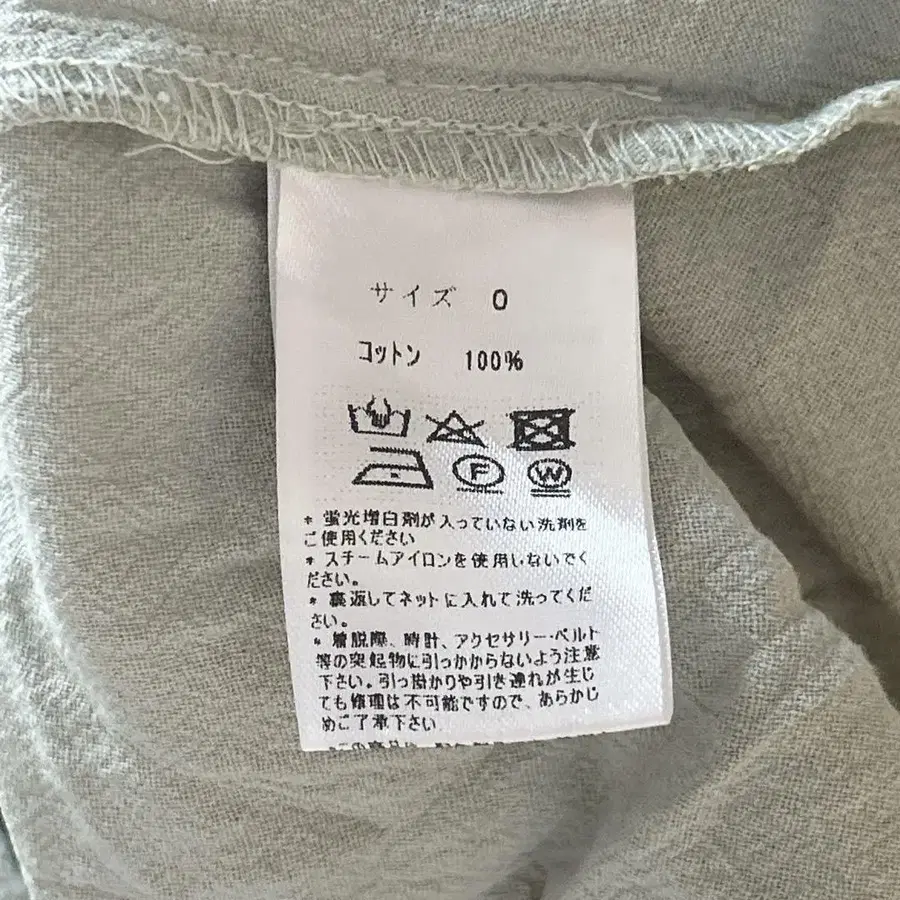 サイズ 0
コットン 100%
F W
* 蛍光増白剤が入っていない洗剤を
ご使用ください
* スチームアイロンを使用しないでく
ださい。
* 裏返してネットに入れて洗ってくだ
さい。
* 着脱際、時計、アクセサリー・ベルト
等の突起物に引っかからないよう注意
下さい。引っ掛かりや引き連れが生じ
ても修理は不可能ですので、あらかじ
めご了承下さい